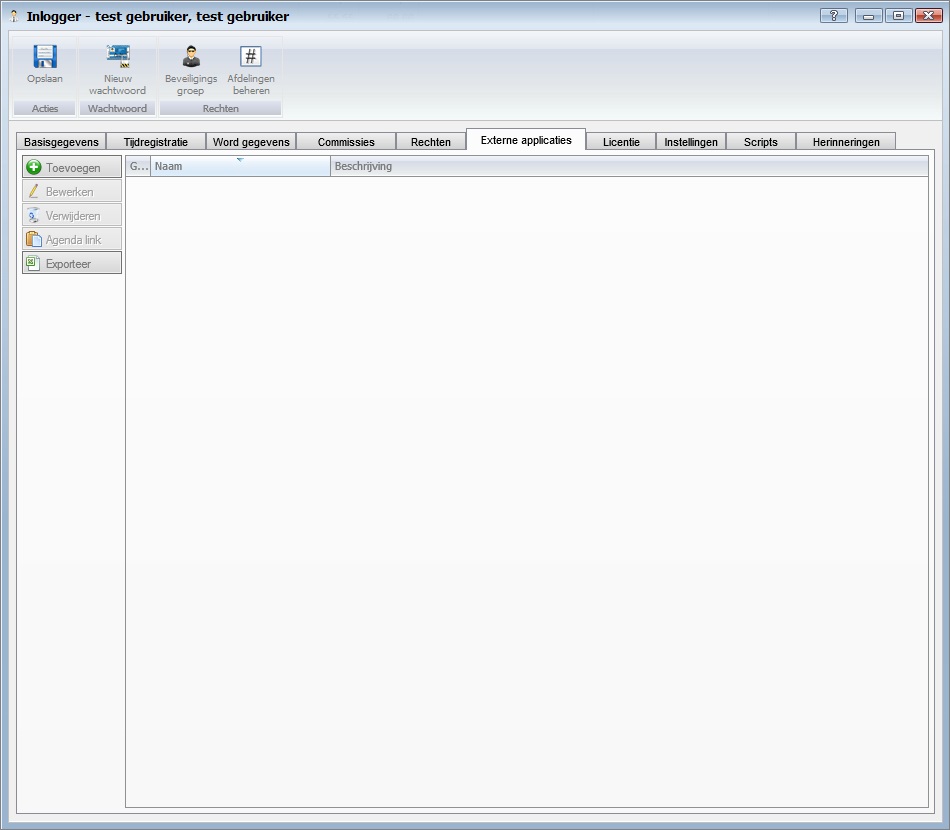 Inlogger - test gebruiker, test gebruiker
?
Opslaan
Nieuw
wachtwoord
Beveiligings
groep
#
Afdelingen
beheren
Acties
Wachtwoord
Rechten
Basisgegevens
Tijdregistratie
Word gegevens
Commissies
Rechten
Externe applicaties
Licentie
Instellingen
Scripts
Herinneringen
Toevoegen
Bewerken
Verwijderen
Agenda link
Exporteer
G...
Naam
Beschrijving